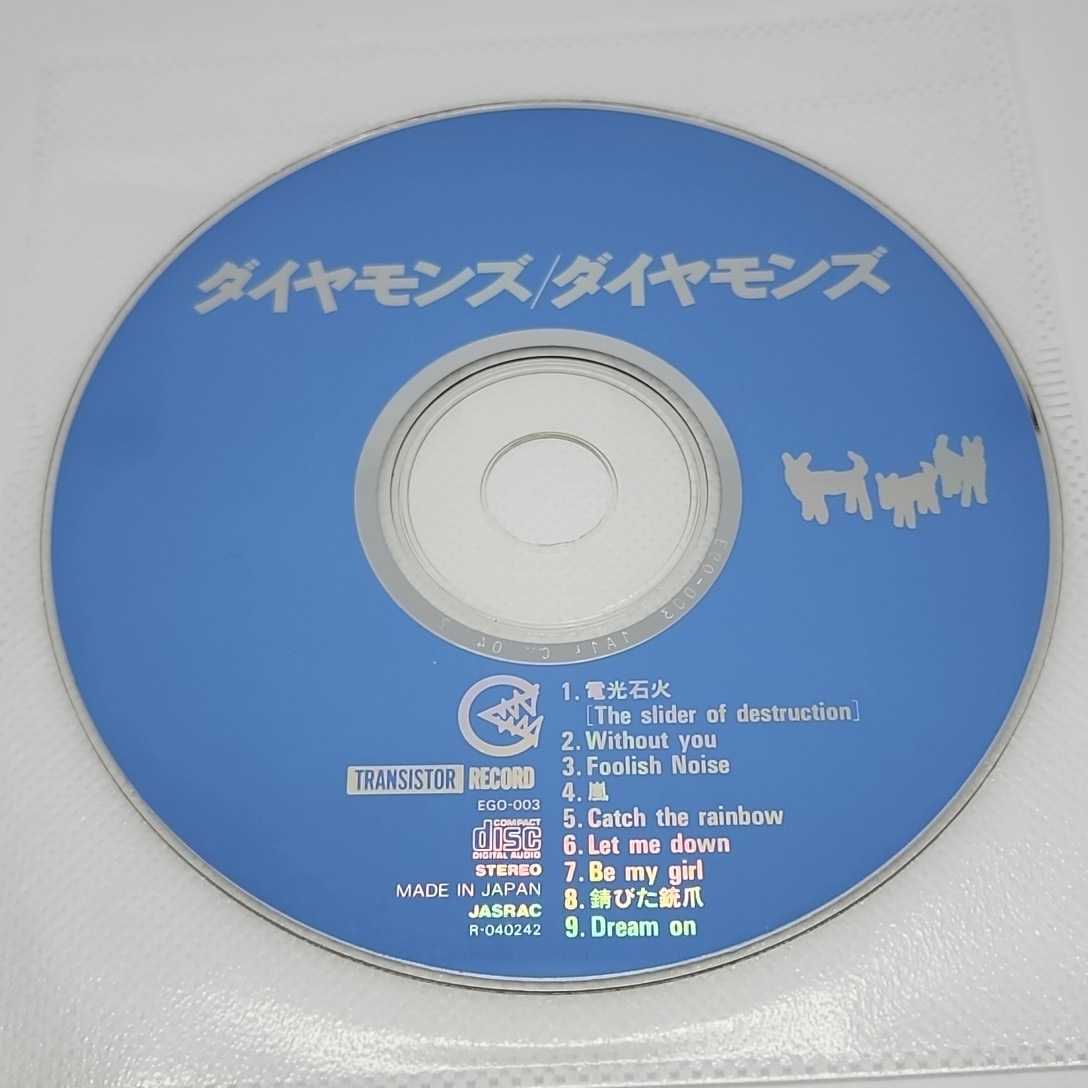 ダイヤモンズ/ダイヤモンズ
1. 電光石火
[The slider of destruction]
2. Without you
3. Foolish Noise
4. 嵐
5. Catch the rainbow
6. Let me down
7. Be my girl
8. 錆びた銃爪
9. Dream on
TRANSISTOR RECORD
EGO-003
COMPACT
disc
DIGITAL AUDIO
STEREO
MADE IN JAPAN
JASRAC
R-040242
EGO-003